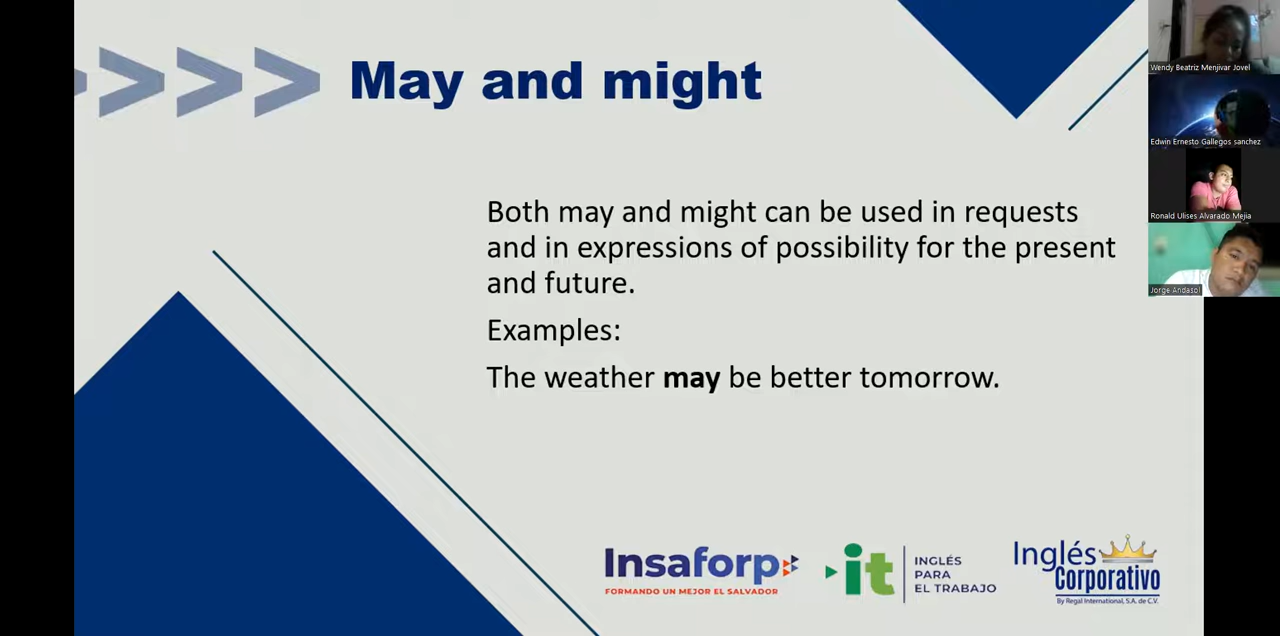 May and might
Both may and might can be used in requests
and in expressions of possibility for the present
and future.
Examples:
The weather may be better tomorrow.
Insaforp
FORMANDO UN MEJOR EL SALVADOR
it
INGLÉS
PARA
EL TRABAJO
Inglés
Corporativo
By Regal International, S.A. de C.V.
Wendy Beatriz Menjivar Jovel
Edwin Ernesto Gallegos sanchez
Ronald Ulises Alvarado Mejia
Jorge Andasol